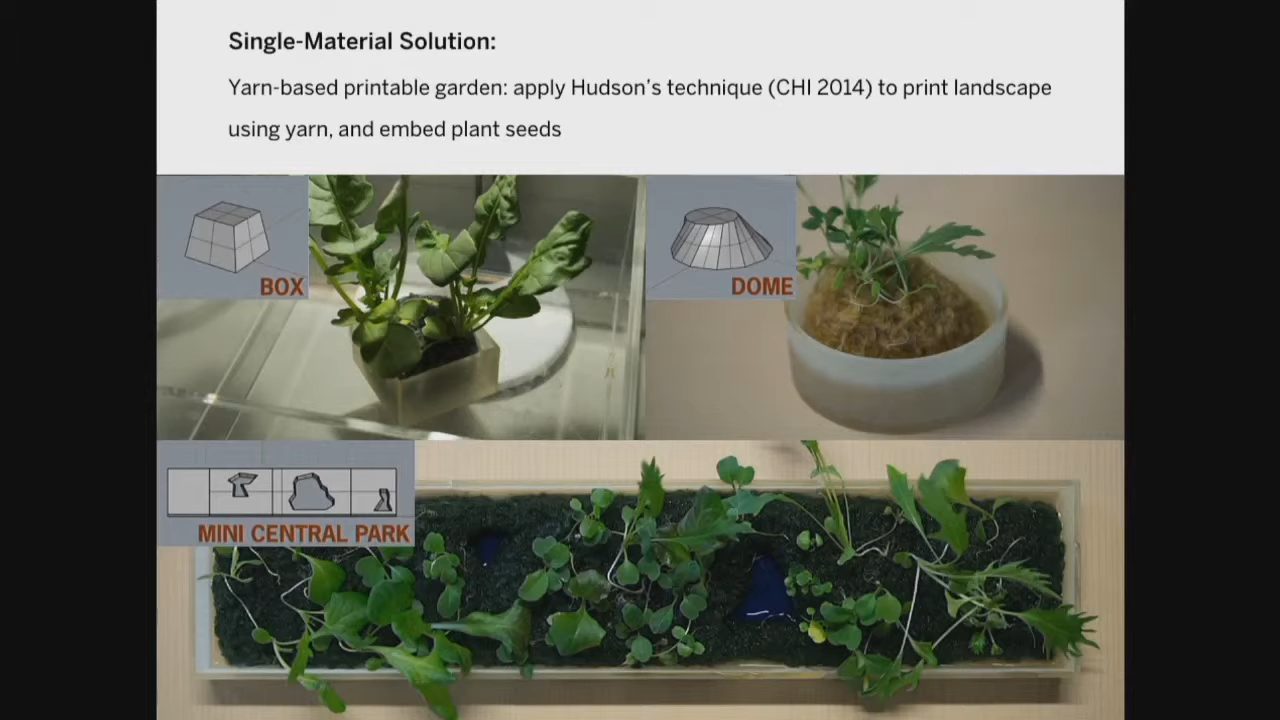 Single-Material Solution:
Yarn-based printable garden: apply Hudson's technique (CHI 2014) to print landscape
using yarn, and embed plant seeds
BOX
DOME
MINI CENTRAL PARK